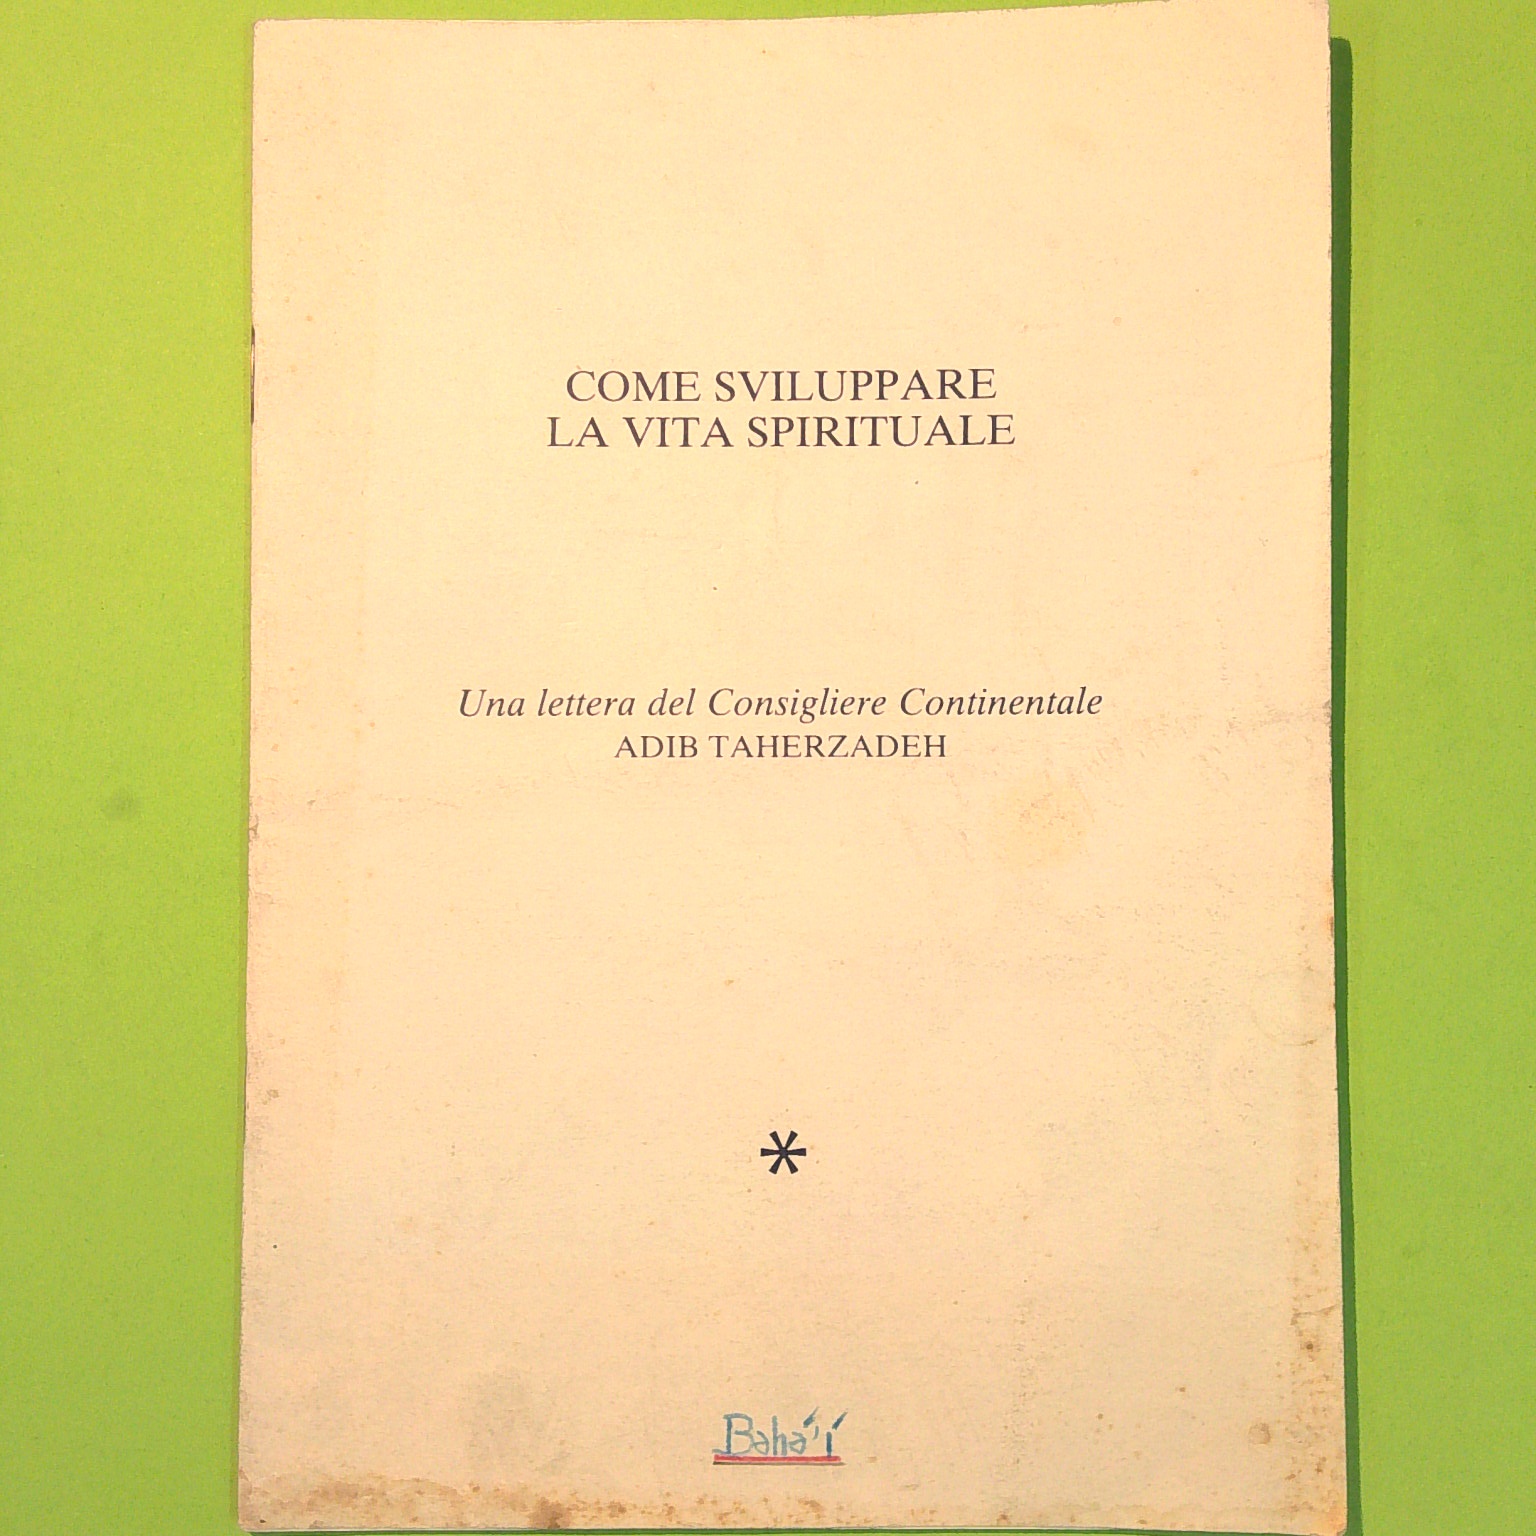 COME SVILUPPARE
LA VITA SPIRITUALE
Una lettera del Consigliere Continentale
ADIB TAHERZADEH
*
Bahá'í